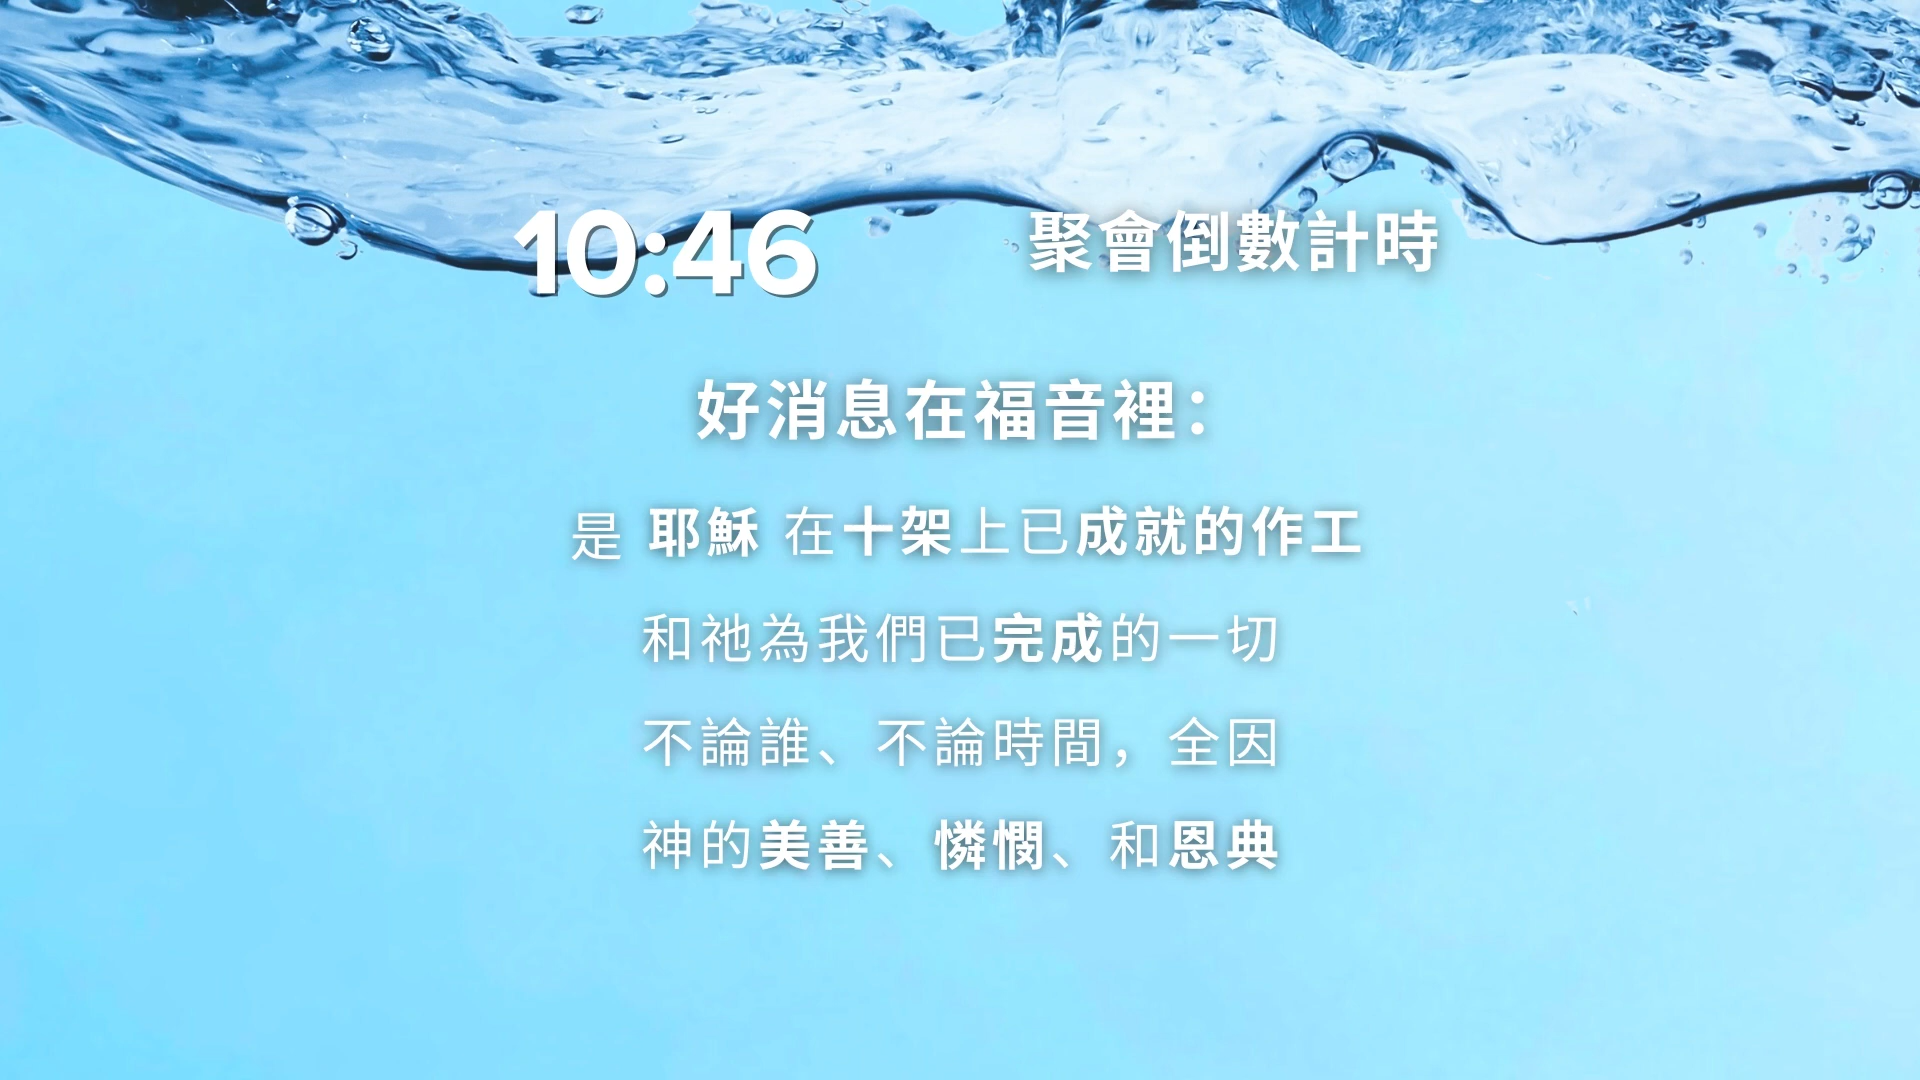 10:46 聚會倒數計時
好消息在福音裡：
是 耶穌 在十架上已成就的作工
和祂為我們已完成的一切
不論誰、不論時間，全因
神的美善、憐憫、和恩典